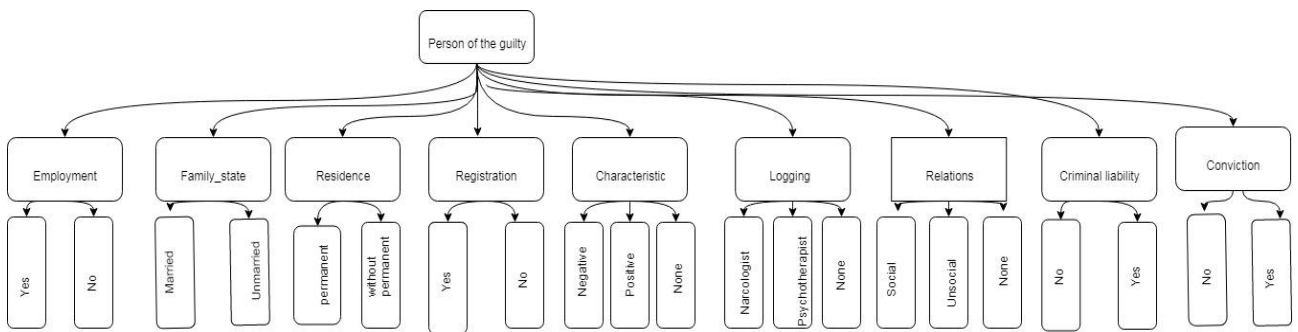 Person of the guilty
Employment
Family_state
Residence
Registration
Characteristic
Logging
Relations
Criminal liability
Conviction
Yes
No
Married
Unmarried
permanent
without
permanent
Yes
No
Negative
Positive
None
Narcologist
Psychotherapist
None
Social
Unsocial
None
No
Yes
No
Yes